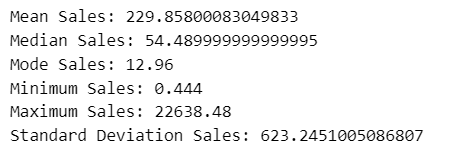 Mean Sales: 229.85800083049833
Median Sales: 54.489999999999995
Mode Sales: 12.96
Minimum Sales: 0.444
Maximum Sales: 22638.48
Standard Deviation Sales: 623.2451005086807